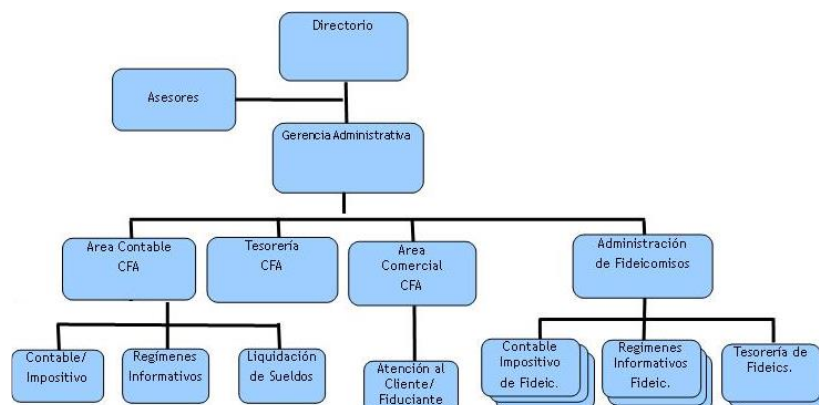 Directorio
Asesores
Gerencia Administrativa
Area Contable
CFA
Tesorería
CFA
Area
Comercial
CFA
Administración
de Fideicomisos
Contable/
Impositivo
Regímenes
Informativos
Liquidación
de Sueldos
Atención al
Cliente/
Fiduciante
Contable
Impositivo
de Fideic.
Regímenes
Informativos
Fideic.
Tesorería de
Fideics.